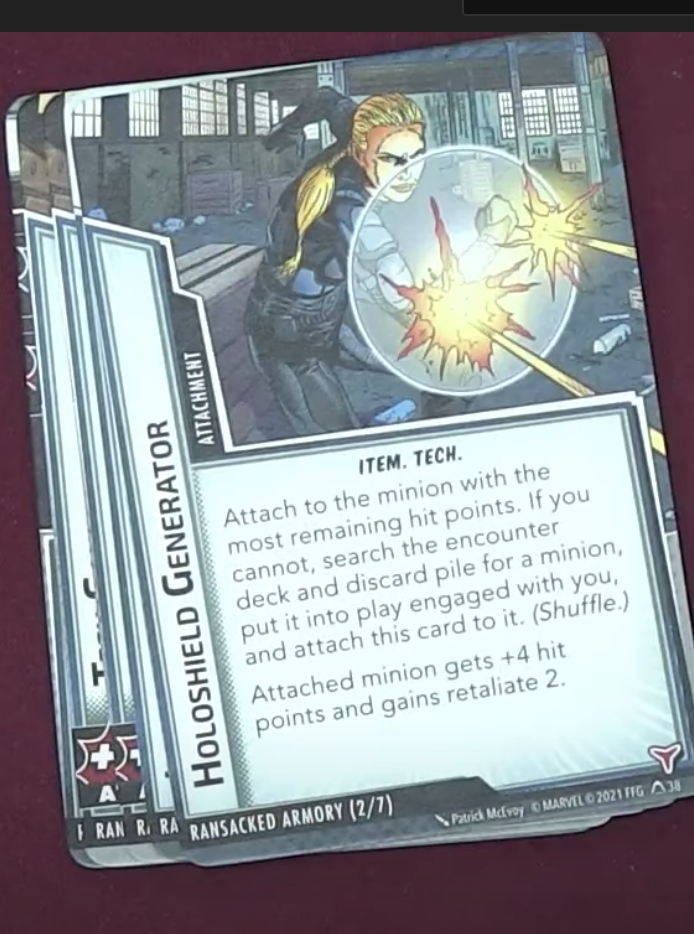 ATTACHMENT
HOLOSHIELD GENERATOR
ITEM. TECH.
Attach to the minion with the
most remaining hit points. If you
cannot, search the encounter
deck and discard pile for a minion,
put it into play engaged with you,
and attach this card to it. (Shuffle.)
Attached minion gets +4 hit
points and gains retaliate 2.
A
RAN
RA
RANSACKED ARMORY (2/7)
Patrick McEvoy © MARVEL © 2021 FFG 38